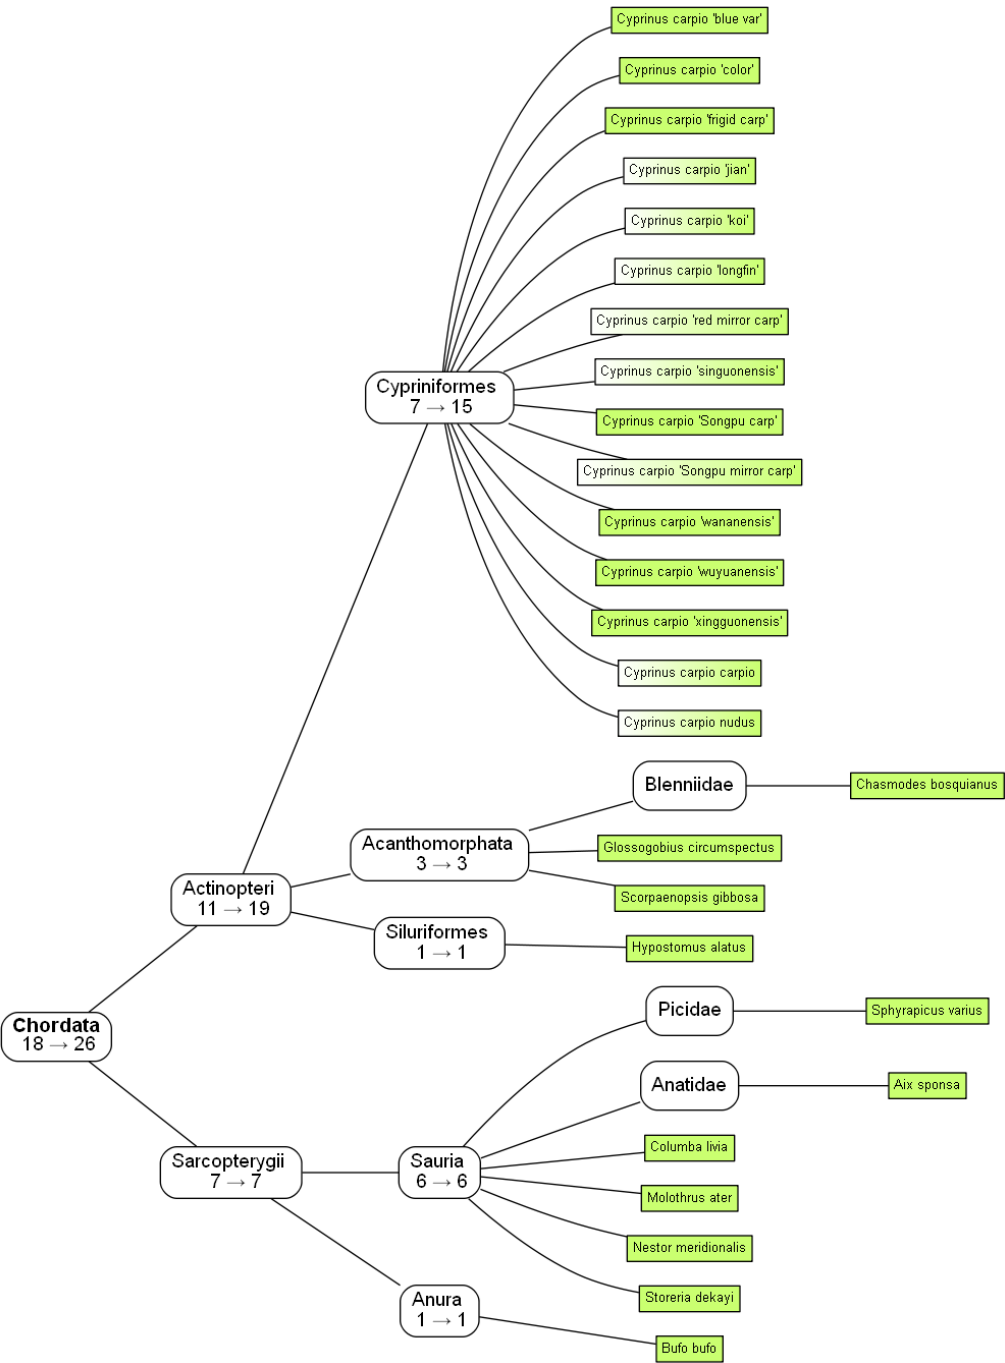 Cyprinus carpio 'blue var'
Cyprinus carpio 'color'
Cyprinus carpio 'frigid carp'
Cyprinus carpio 'jian'
Cyprinus carpio 'koi'
Cyprinus carpio 'longfin'
Cyprinus carpio 'red mirror carp'
Cyprinus carpio 'singuonensis'
Cypriniformes
7 → 15
Cyprinus carpio 'Songpu carp'
Cyprinus carpio 'Songpu mirror carp'
Cyprinus carpio 'wananensis'
Cyprinus carpio 'wuyuanensis'
Cyprinus carpio 'xingguonensis'
Cyprinus carpio carpio
Cyprinus carpio nudus
Blenniidae
Chasmodes bosquianus
Acanthomorphata
3 → 3
Glossogobius circumspectus
Scorpaenopsis gibbosa
Actinopteri
11 → 19
Siluriformes
1 → 1
Hypostomus alatus
Chordata
18 → 26
Picidae
Sphyrapicus varius
Anatidae
Aix sponsa
Columba livia
Sarcopterygii
7 → 7
Sauria
6 → 6
Molothrus ater
Nestor meridionalis
Storeria dekayi
Anura
1 → 1
Bufo bufo